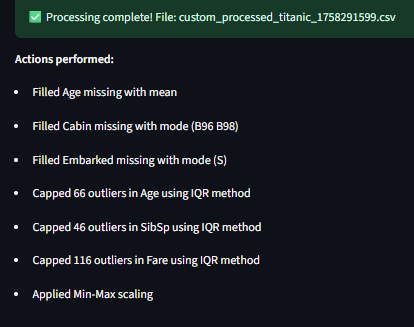 ✅ Processing complete! File: custom_processed_titanic_1758291599.csv
Actions performed:
• Filled Age missing with mean
• Filled Cabin missing with mode (B96 B98)
• Filled Embarked missing with mode (S)
• Capped 66 outliers in Age using IQR method
• Capped 46 outliers in SibSp using IQR method
• Capped 116 outliers in Fare using IQR method
• Applied Min-Max scaling